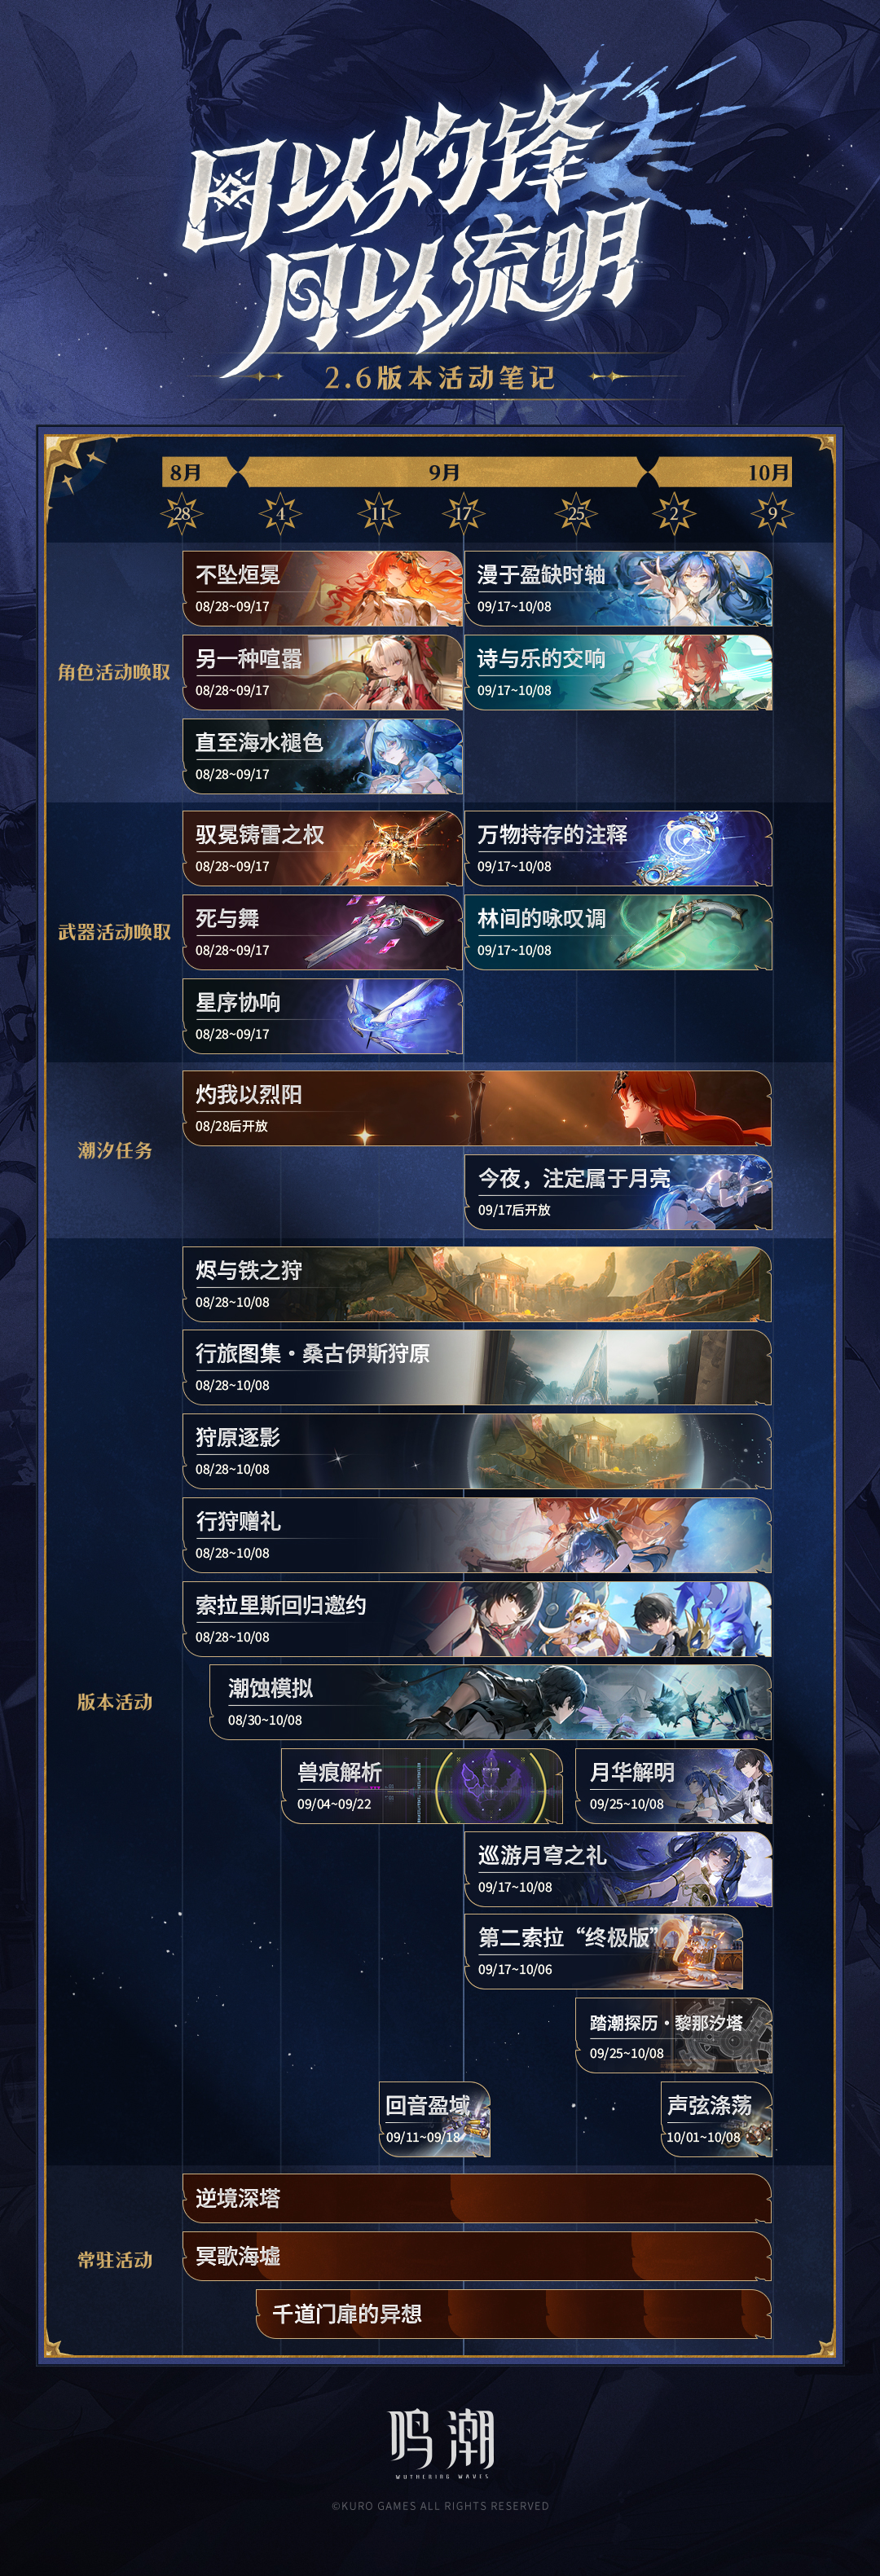 日以灼锋
月以流明
2.6版本活动笔记
8月 9月 10月
28 4 11 17 25 2 9
角色活动唤取
不坠烜冕
08/28~09/17
漫于盈缺时轴
09/17~10/08
另一种喧嚣
08/28~09/17
诗与乐的交响
09/17~10/08
直至海水褪色
08/28~09/17
武器活动唤取
驭冕铸雷之权
08/28~09/17
万物持存的注释
09/17~10/08
死与舞
08/28~09/17
林间的咏叹调
09/17~10/08
星序协响
08/28~09/17
潮汐任务
灼我以烈阳
08/28后开放
今夜，注定属于月亮
09/17后开放
版本活动
烬与铁之狩
08/28~10/08
行旅图集·桑古伊斯狩原
08/28~10/08
狩原逐影
08/28~10/08
行狩赠礼
08/28~10/08
索拉里斯回归邀约
08/28~10/08
潮蚀模拟
08/30~10/08
兽痕解析
09/04~09/22
月华解明
09/25~10/08
巡游月穹之礼
09/17~10/08
第二索拉“终极版”
09/17~10/06
踏潮探历·黎那汐塔
09/25~10/08
回音盈域
09/11~09/18
声弦涤荡
10/01~10/08
常驻活动
逆境深塔
冥歌海墟
千道门扉的异想
鸣潮
WUTHERING WAVES
©KURO GAMES ALL RIGHTS RESERVED